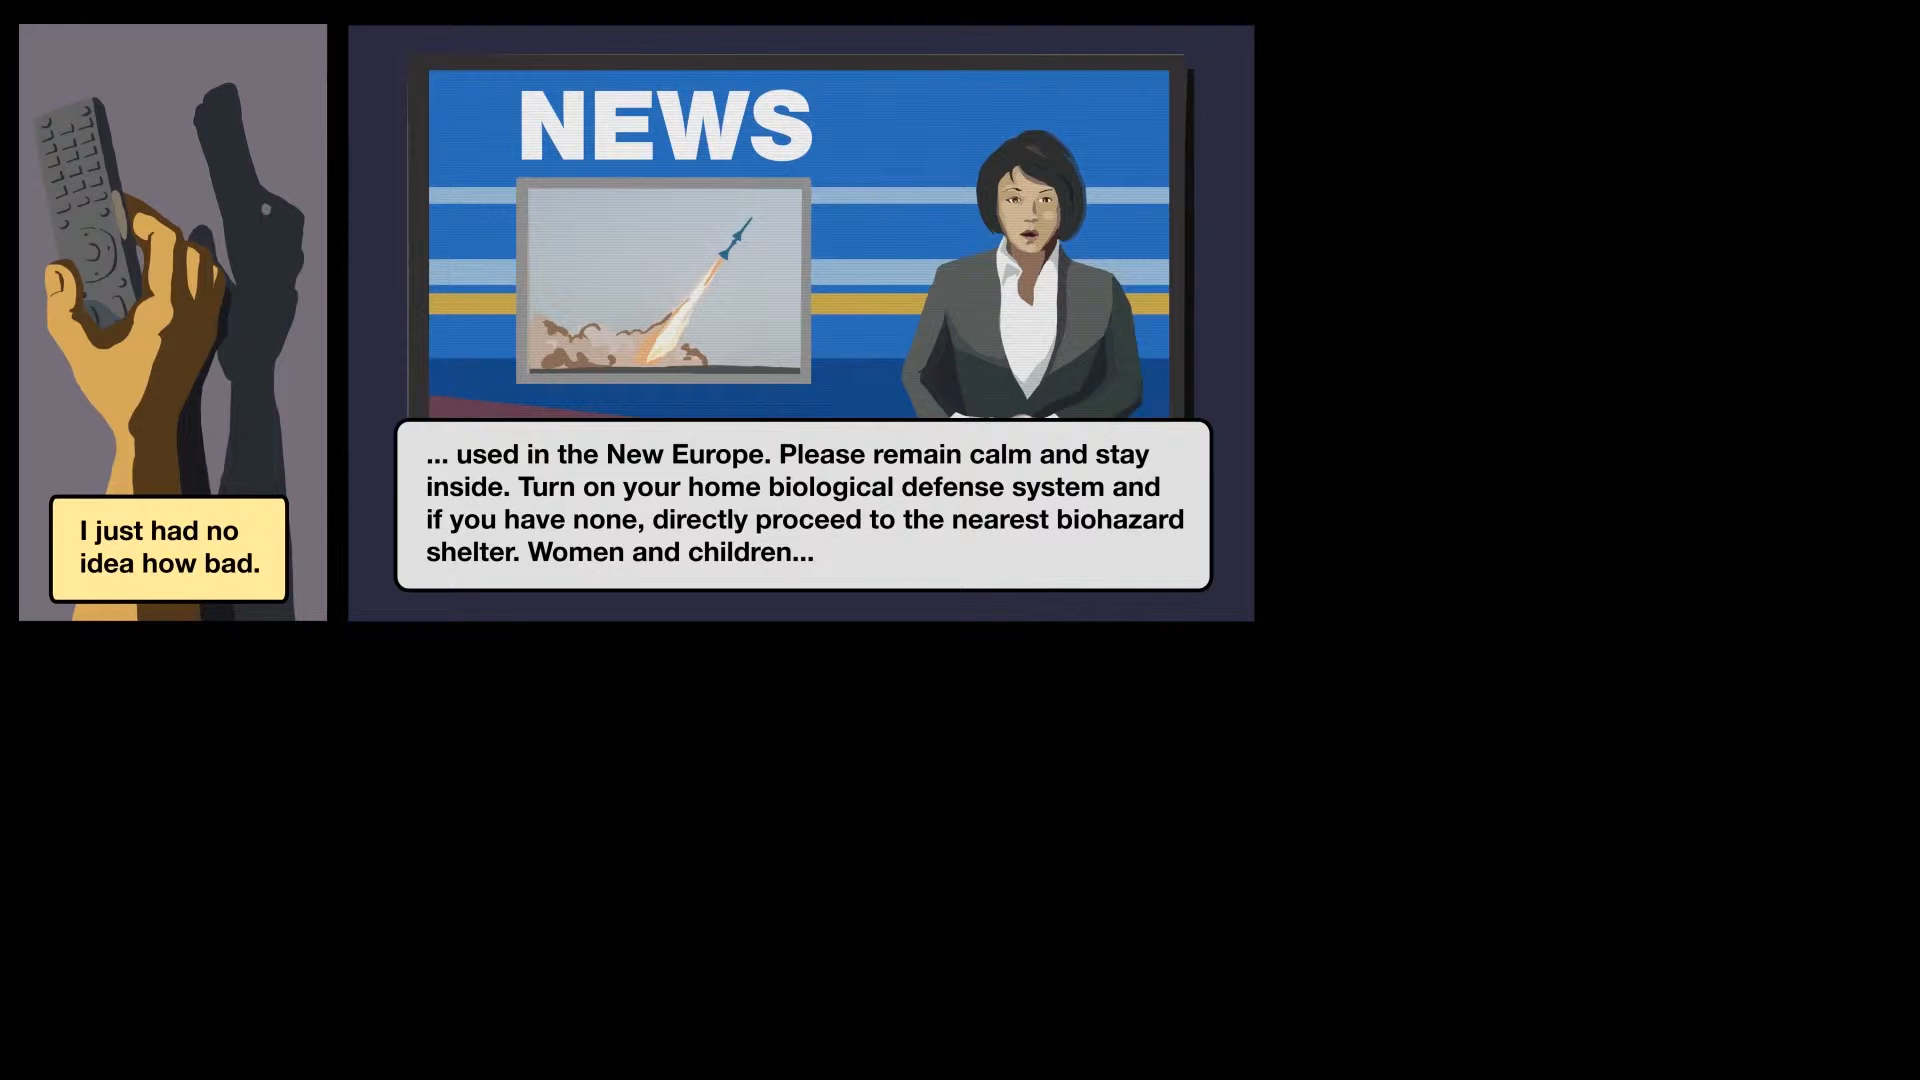 I just had no
idea how bad.
NEWS
... used in the New Europe. Please remain calm and stay
inside. Turn on your home biological defense system and
if you have none, directly proceed to the nearest biohazard
shelter. Women and children...